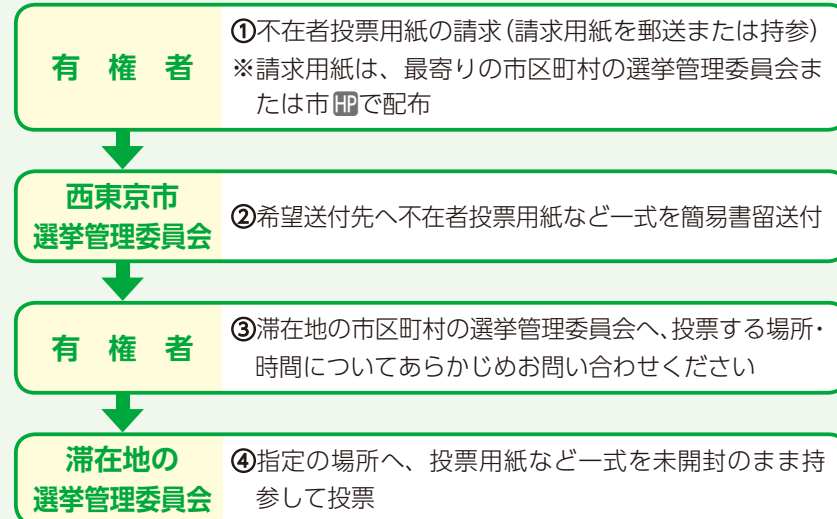 有権者
①不在者投票用紙の請求(請求用紙を郵送または持参)
※請求用紙は、最寄りの市区町村の選挙管理委員会ま
たは市HPで配布
西東京市
選挙管理委員会
②希望送付先へ不在者投票用紙など一式を簡易書留送付
有権者
③滞在地の市区町村の選挙管理委員会へ、投票する場所・
時間についてあらかじめお問い合わせください
滞在地の
選挙管理委員会
④指定の場所へ、投票用紙など一式を未開封のまま持
参して投票